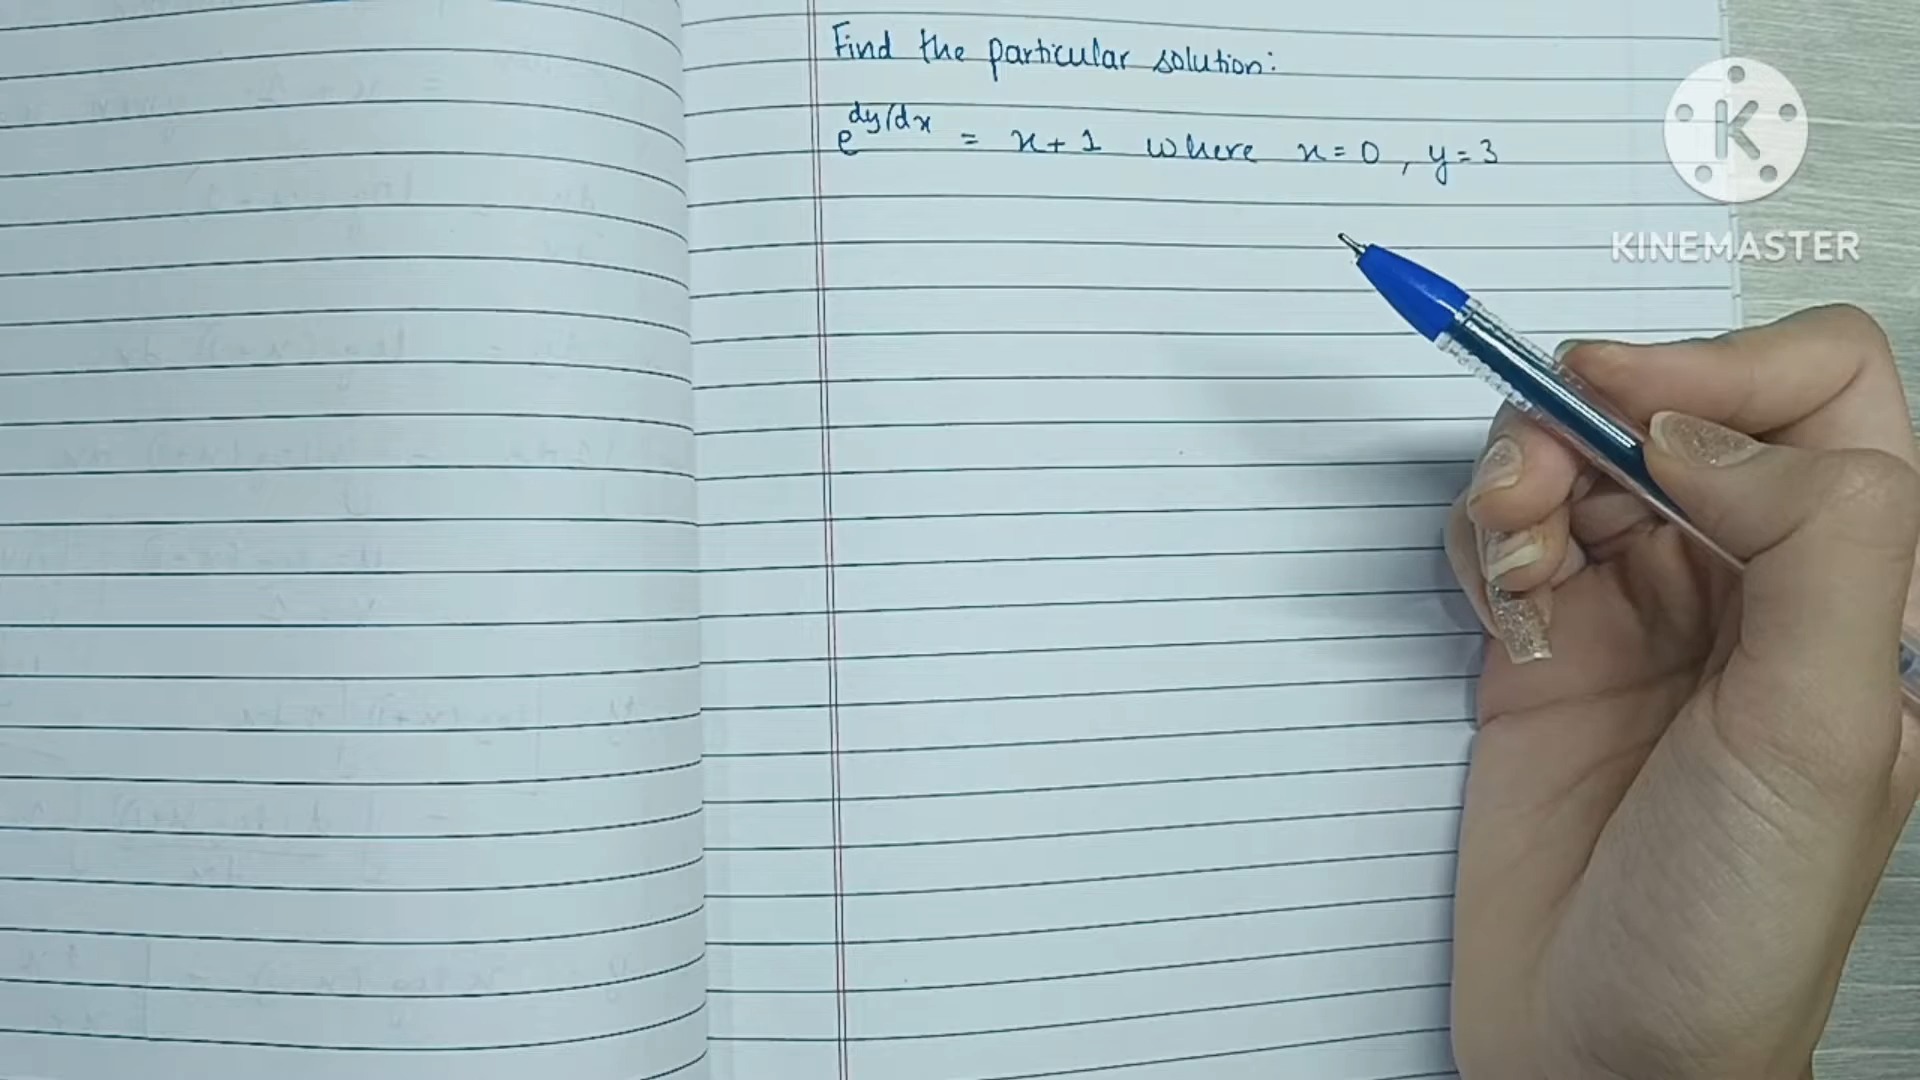 Find the particular solution:
e^dy/dx = x + 1 where x = 0, y = 3
K
KINEMASTER